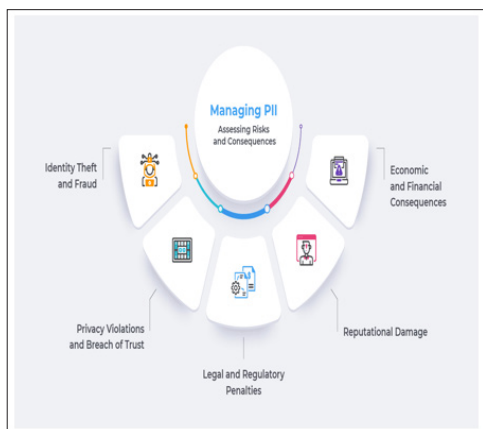 Managing PII
Assessing Risks
and Consequences
Identity Theft
and Fraud
Privacy Violations
and Breach of Trust
Legal and Regulatory
Penalties
Reputational Damage
Economic
and Financial
Consequences